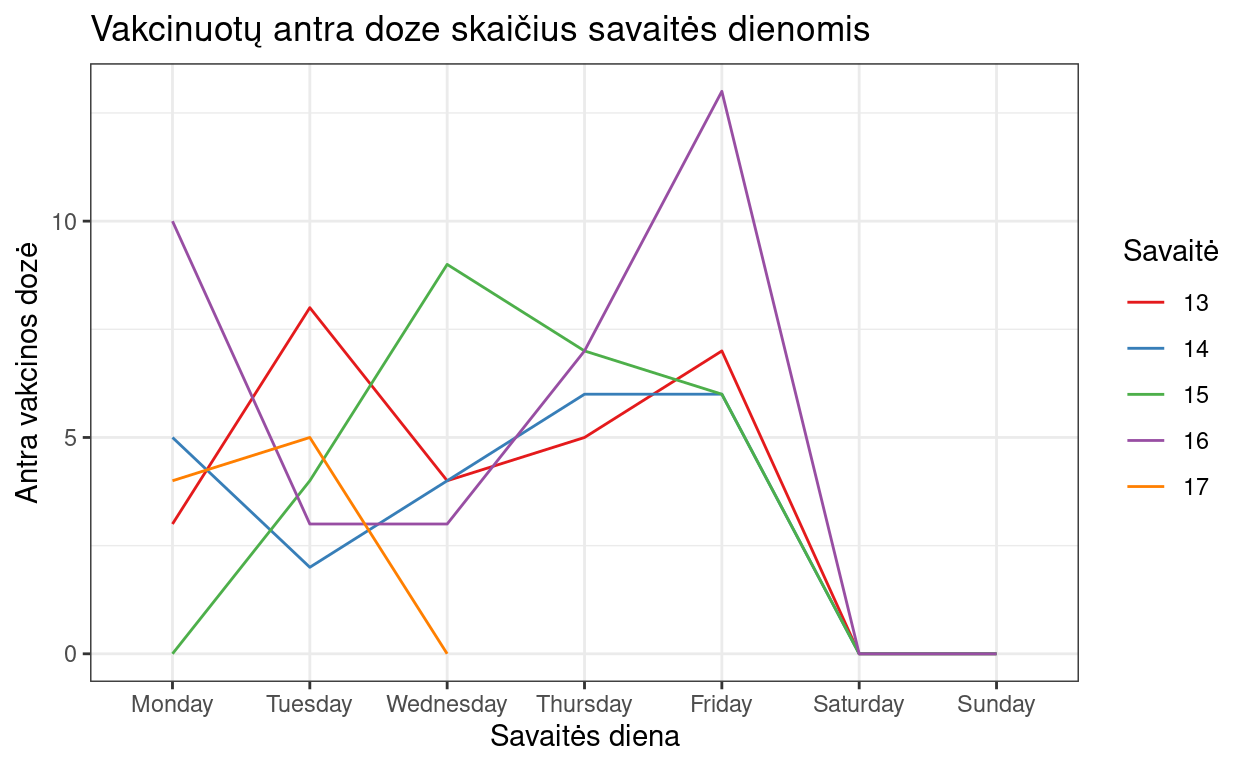 Vakcinuotų antra doze skaičius savaitės dienomis
Antra vakcinos dozė
10
5
0
Monday Tuesday Wednesday Thursday Friday Saturday Sunday
Savaitės diena
Savaitė
13
14
15
16
17